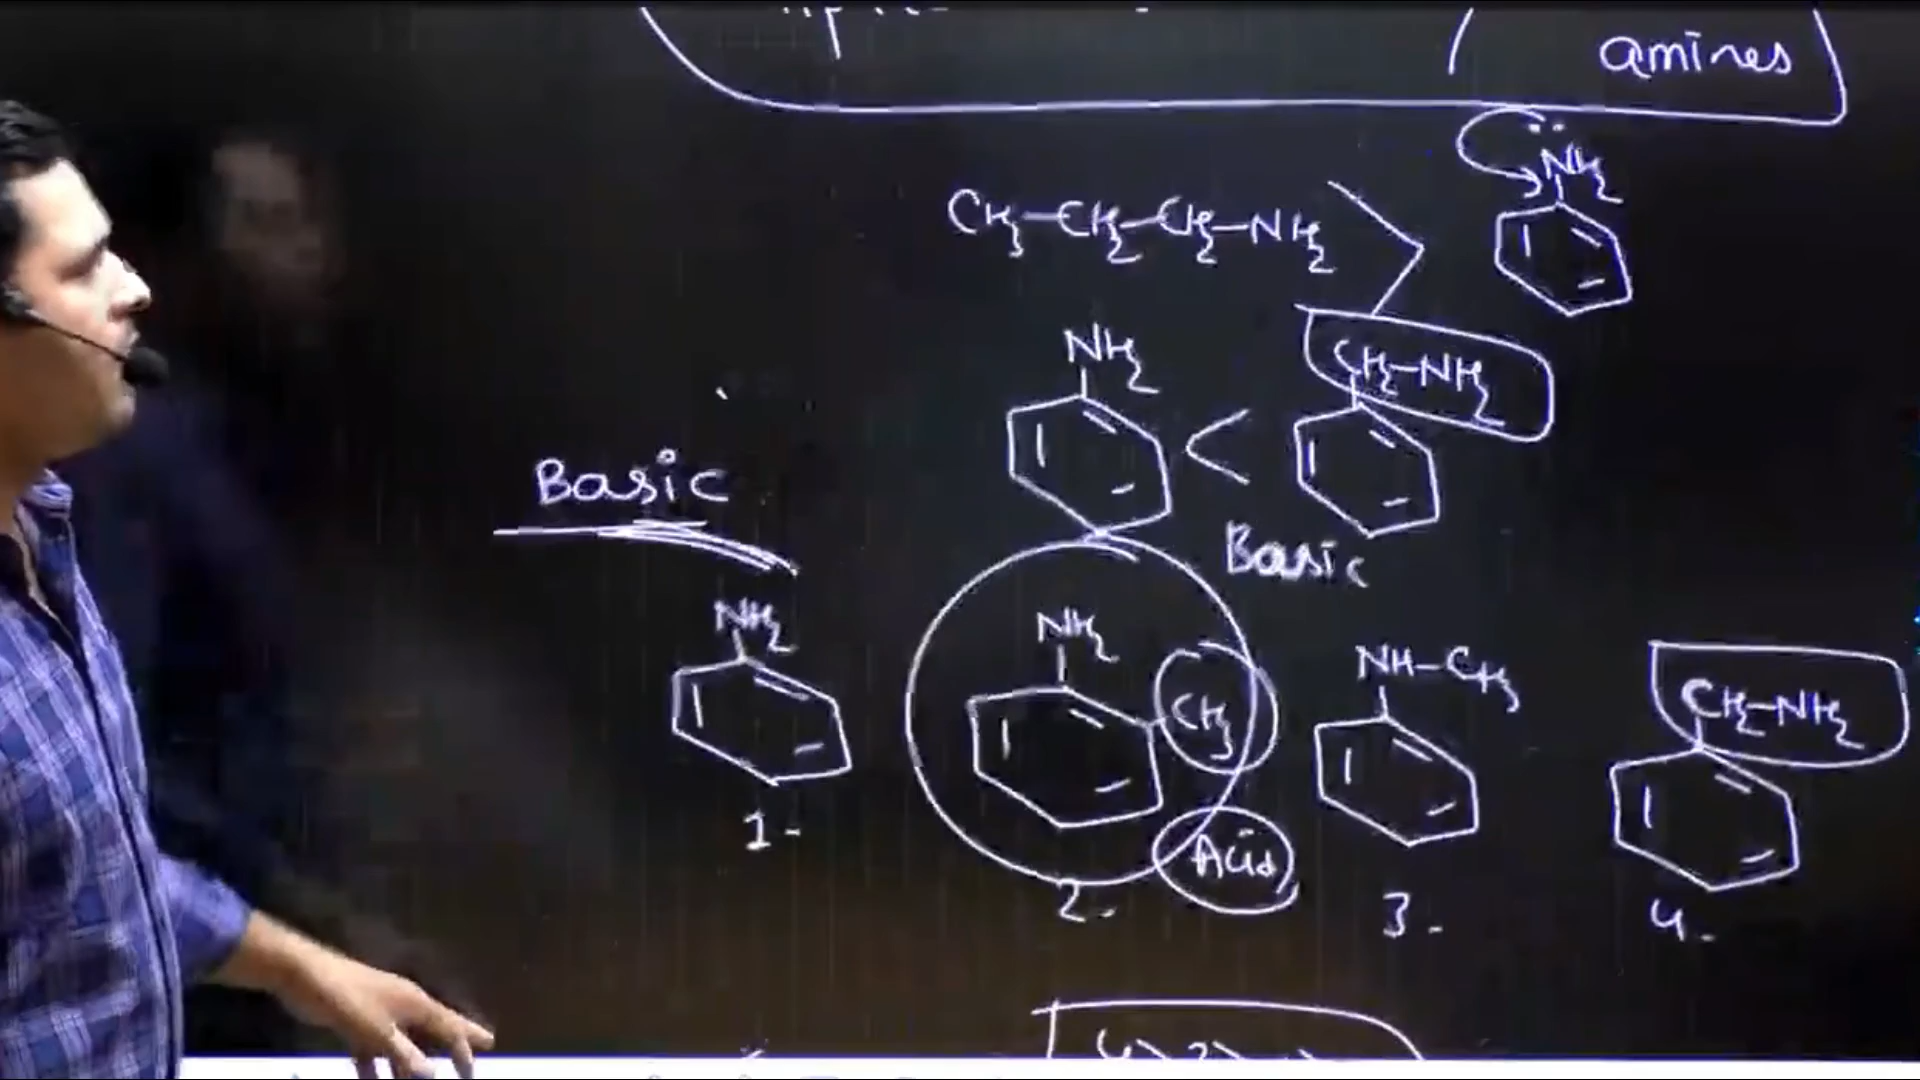 amines
NH2
CH3-CH2-CH2-NH2
NH2
CH2-NH2
<
Basic
Basic
NH2
NH2
CH3
NH-CH3
CH2-NH2
1-
Acid
2-
3-
4-